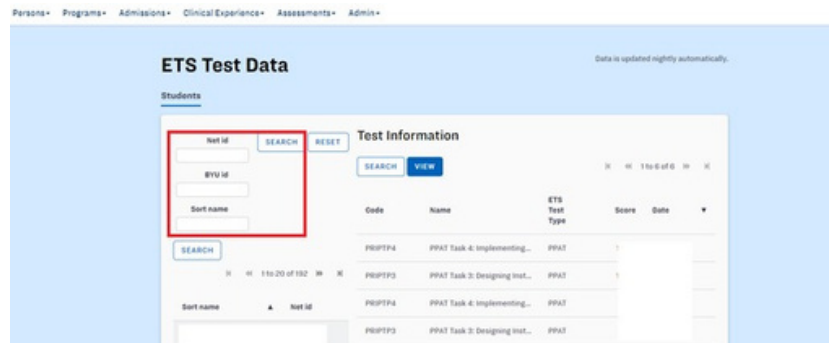 Persons Programs Admissions Clinical Experience Assessments Admin
ETS Test Data
Data is updated nightly automatically.
Students
Net id
SEARCH RESET
BYU id
Sort name
SEARCH
1 to 20 of 192
Sort name Net id
Test Information
SEARCH VIEW
1 to 6 of 6
Code Name ETS Test Type Score Date
PRIPTP4 PPAT Task 4: Implementing... PPAT
PRIPTP3 PPAT Task 3: Designing Inst... PPAT
PRIPTP4 PPAT Task 4: Implementing... PPAT
PRIPTP3 PPAT Task 3: Designing Inst... PPAT